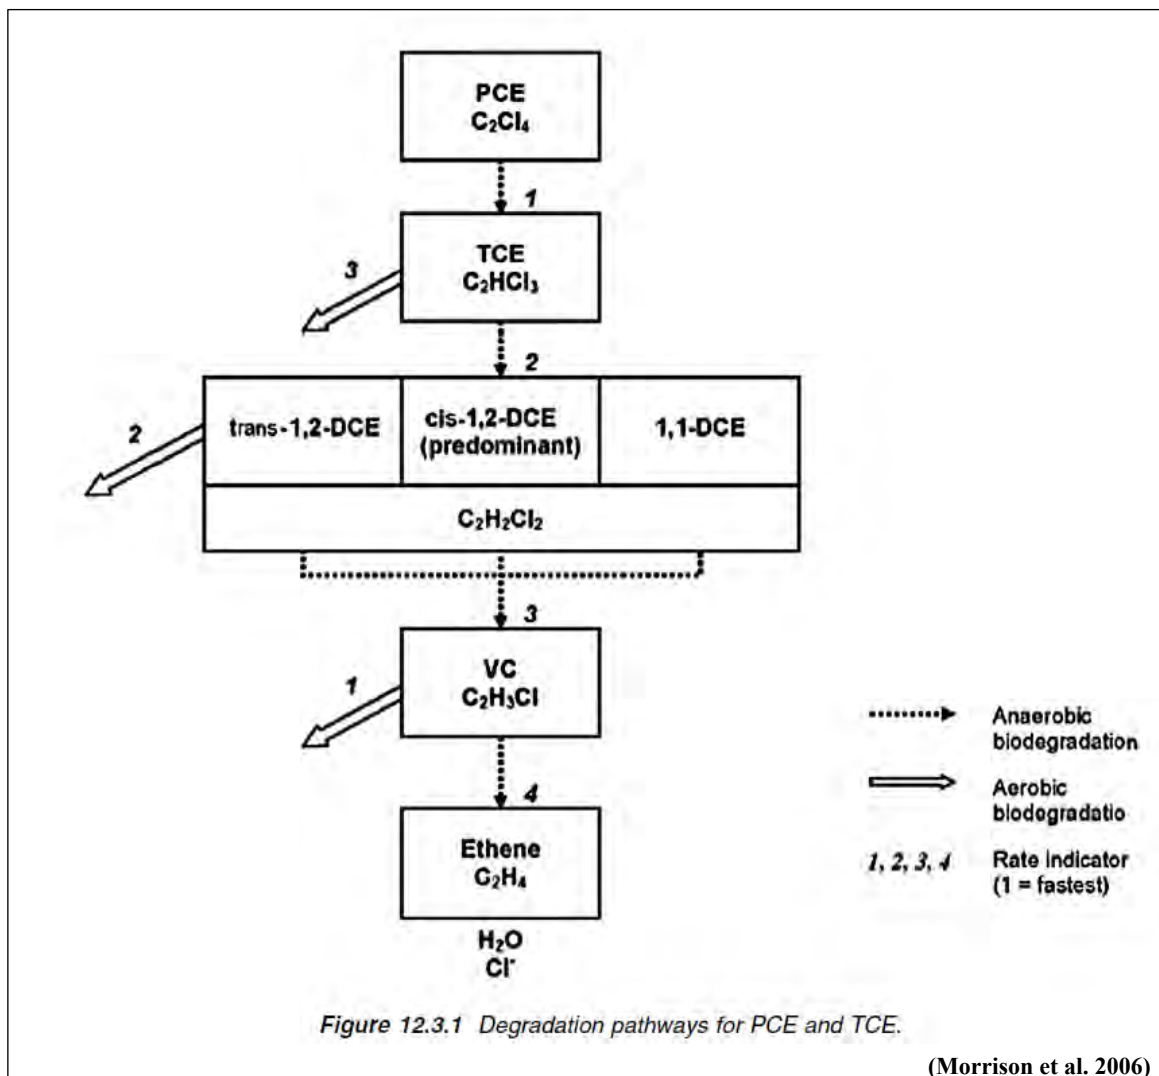 PCE
C₂Cl₄
1
TCE
C₂HCl₃
3
2
trans-1,2-DCE
cis-1,2-DCE
(predominant)
1,1-DCE
2
C₂H₂Cl₂
3
VC
C₂H₃Cl
1
4
Ethene
C₂H₄
H₂O
Cl⁻
Anaerobic
biodegradation
Aerobic
biodegradatio
1, 2, 3, 4 Rate indicator
(1 = fastest)
Figure 12.3.1 Degradation pathways for PCE and TCE.
(Morrison et al. 2006)